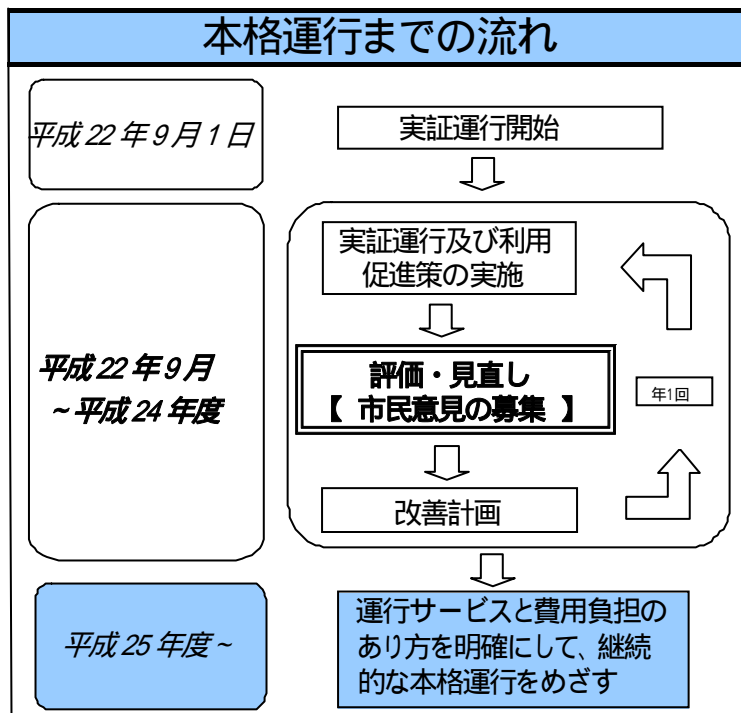 本格運行までの流れ
平成22年9月1日
実証運行開始
実証運行及び利用
促進策の実施
平成22年9月
~平成24年度
評価・見直し
【 市民意見の募集 】
年1回
改善計画
平成25年度~
運行サービスと費用負担の
あり方を明確にして、継続
的な本格運行をめざす